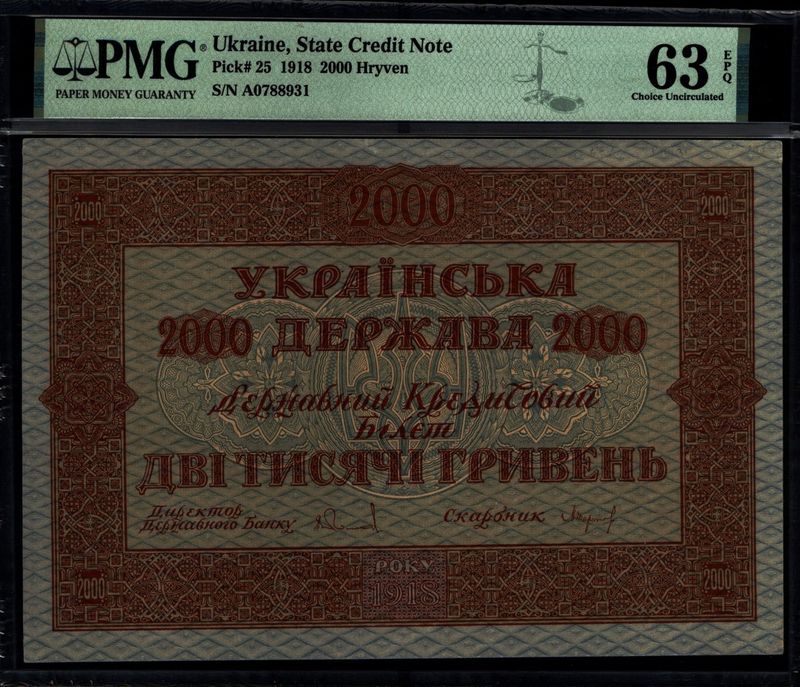 PMG®
PAPER MONEY GUARANTY
Ukraine, State Credit Note
Pick# 25 1918 2000 Hryven
S/N A0788931
63 EPQ
Choice Uncirculated
2000
2000 2000
УКРАЇНСЬКА
2000 ДЕРЖАВА 2000
Державний Кредитовий
Білет
ДВІ ТИСЯЧІ ГРИВЕНЬ
Директор
Державного Банку
Скарбник
РОКУ
1918
2000 2000